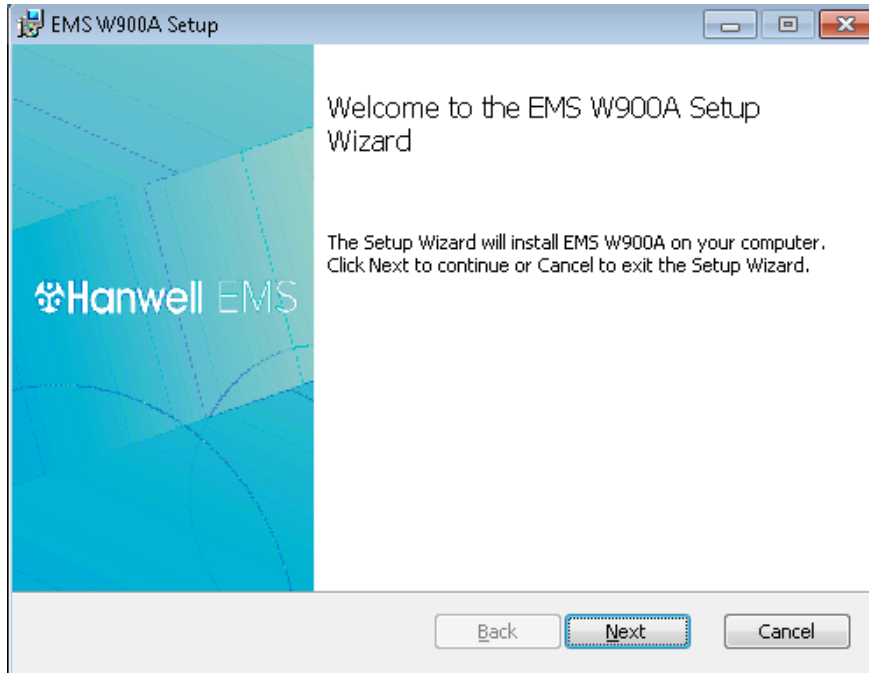 EMS W900A Setup
Welcome to the EMS W900A Setup
Wizard
The Setup Wizard will install EMS W900A on your computer.
Click Next to continue or Cancel to exit the Setup Wizard.
Hanwell EMS
Back Next Cancel